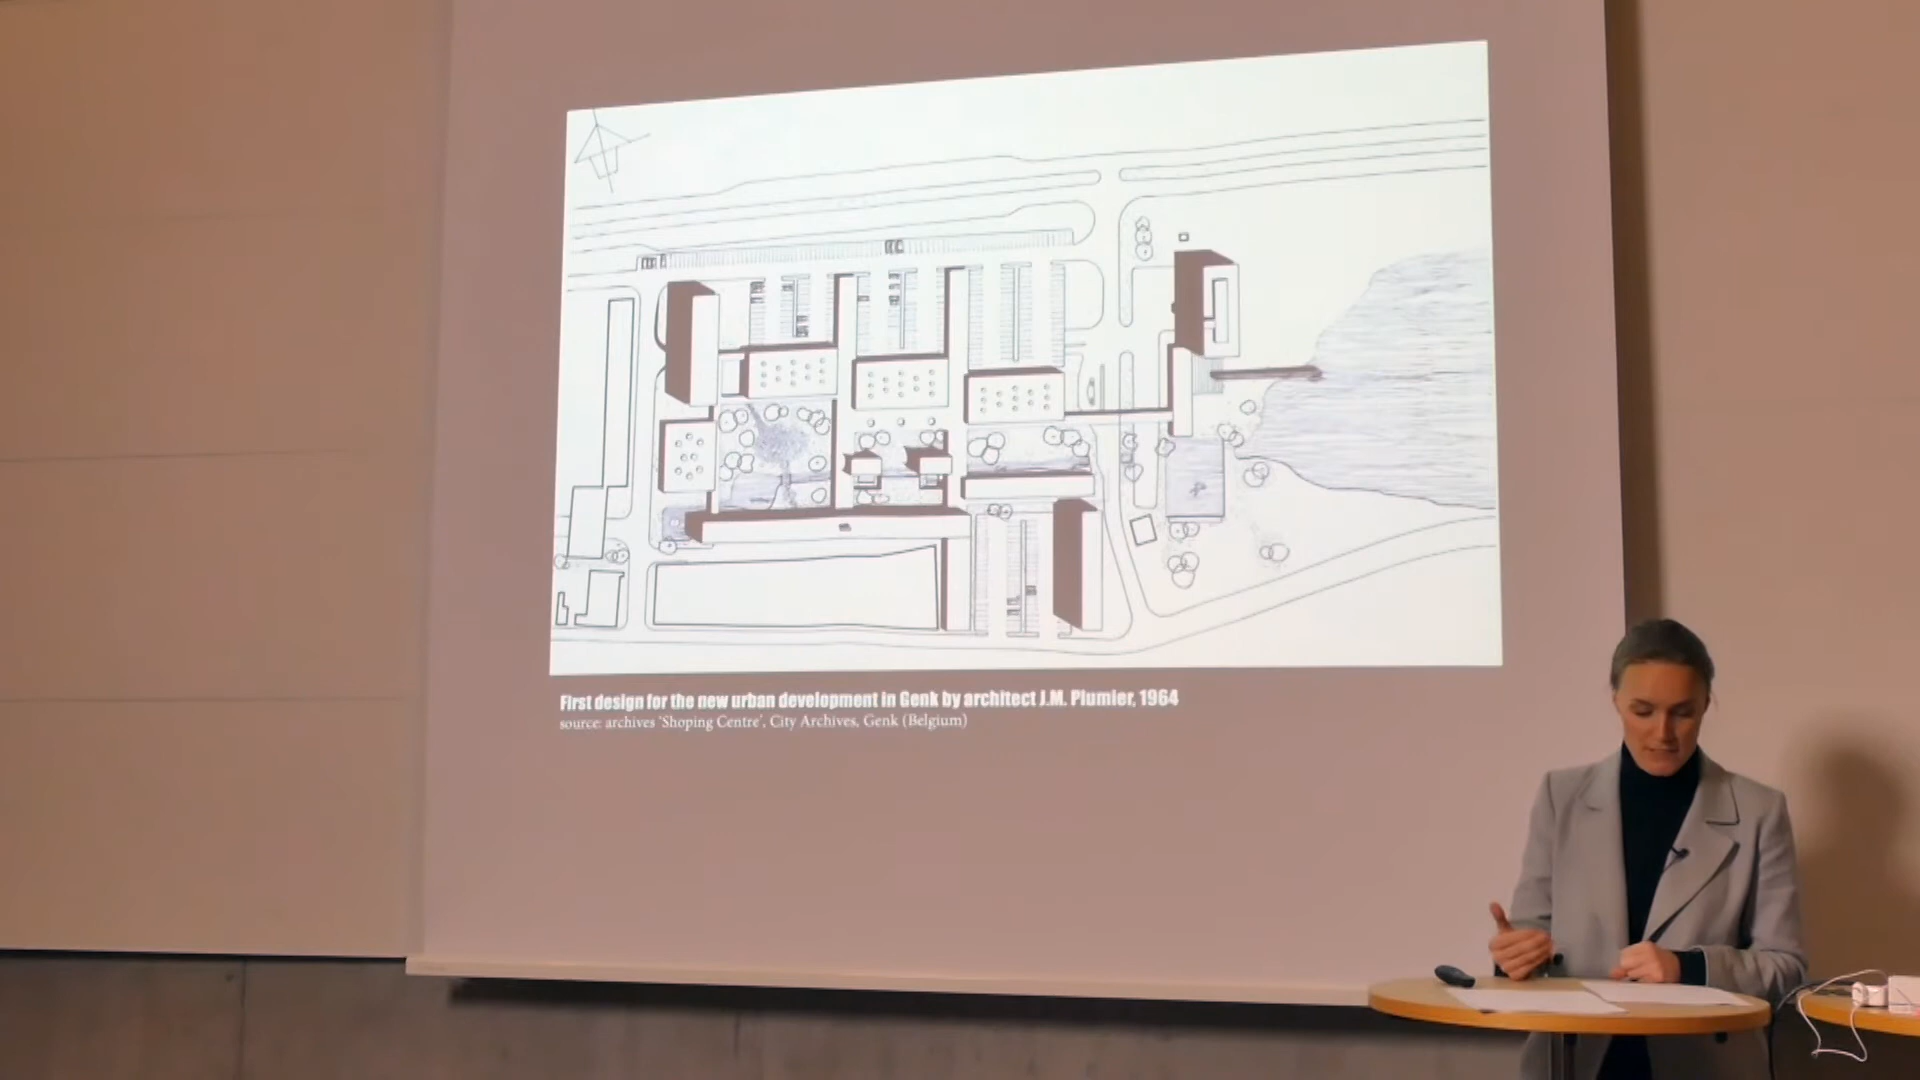 First design for the new urban development in Genk by architect J.M. Plumier, 1964
source: archives 'Shoping Centre', City Archives, Genk (Belgium)